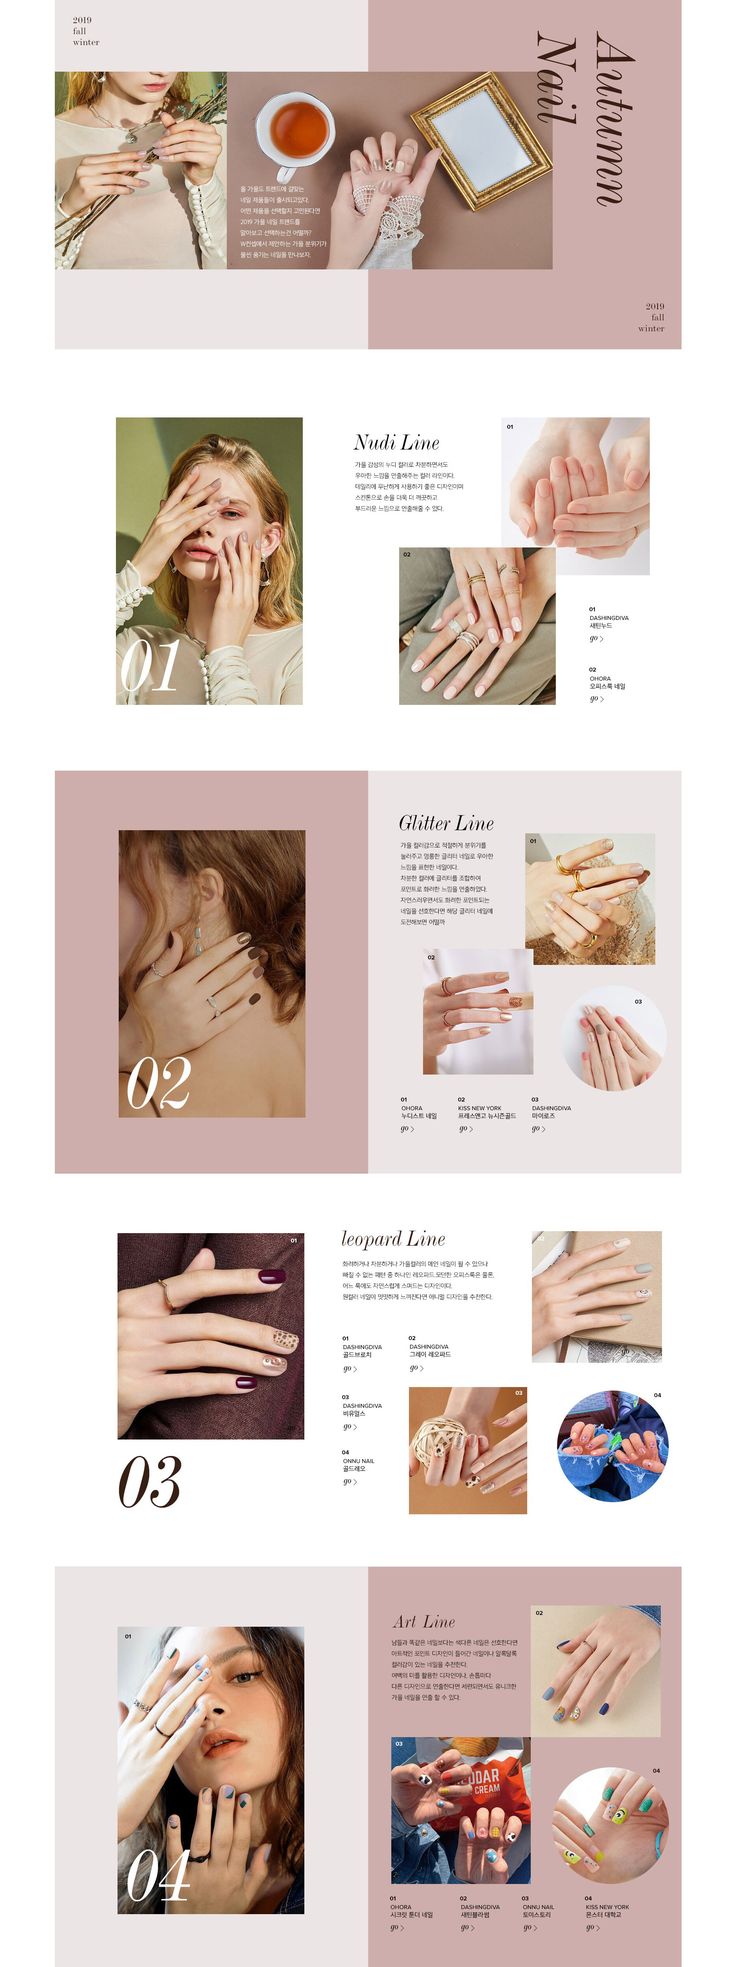 2019
fall
winter
Autumn
Nail
올 가을도 트렌드에 걸맞는
네일 제품들이 출시되고있다.
어떤 제품을 선택할지 고민된다면
2019 가을 네일 트렌드를
알아보고 선택하는건 어떨까?
W컨셉에서 제안하는 가을 분위기가
물씬 풍기는 네일을 만나보자.
2019
fall
winter
01
Nudi Line
가을 감성의 누디 컬러로 차분하면서도
우아한 느낌을 연출해주는 컬러 라인이다.
데일리에 무난하게 사용하기 좋은 디자인이며
스킨톤으로 손을 더욱 더 깨끗하고
부드러운 느낌으로 연출해줄 수 있다.
01
02
01
DASHINGDIVA
새틴누드
go >
02
OHORA
오피스룩 네일
go >
02
Glitter Line
가을 컬러감으로 적절하게 분위기를
눌러주고 영롱한 글리터 네일로 우아한
느낌을 표현한 네일이다.
차분한 컬러에 글리터를 조합하여
포인트로 화려한 느낌을 연출하였다.
자연스러우면서도 화려한 포인트되는
네일을 선호한다면 해당 글리터 네일에
도전해보면 어떨까
01
02
03
01
OHORA
누디스트 네일
go >
02
KISS NEW YORK
프레스앤고 뉴시즌골드
go >
03
DASHINGDIVA
마이로즈
go >
01
03
leopard Line
화려하거나 차분하거나 가을컬러의 메인 네일이 될 수 있으나
빠질 수 없는 패턴 중 하나인 레오파드.모던한 오피스룩은 물론,
어느 룩에도 자연스럽게 스며드는 디자인이다.
원컬러 네일이 밋밋하게 느껴진다면 애니멀 디자인을 추천한다.
02
go >
01
DASHINGDIVA
골드브로치
go >
02
DASHINGDIVA
그레이 레오파드
go >
03
DASHINGDIVA
비유얼스
go >
04
ONNU NAIL
골드레오
go >
03
04
01
04
Art Line
남들과 똑같은 네일보다는 색다른 네일은 선호한다면
아트적인 포인트 디자인이 들어간 네일이나 알록달록
컬러감이 있는 네일을 추천한다.
여백의 미를 활용한 디자인이나, 손톱마다
다른 디자인으로 연출한다면 세련되면서도 유니크한
가을 네일을 연출 할 수 있다.
02
03
DDAR
CREAM
04
01
OHORA
시크릿 톤더 네일
go >
02
DASHINGDIVA
새틴블라썸
go >
03
ONNU NAIL
토이스토리
go >
04
KISS NEW YORK
몬스터 대학교
go >